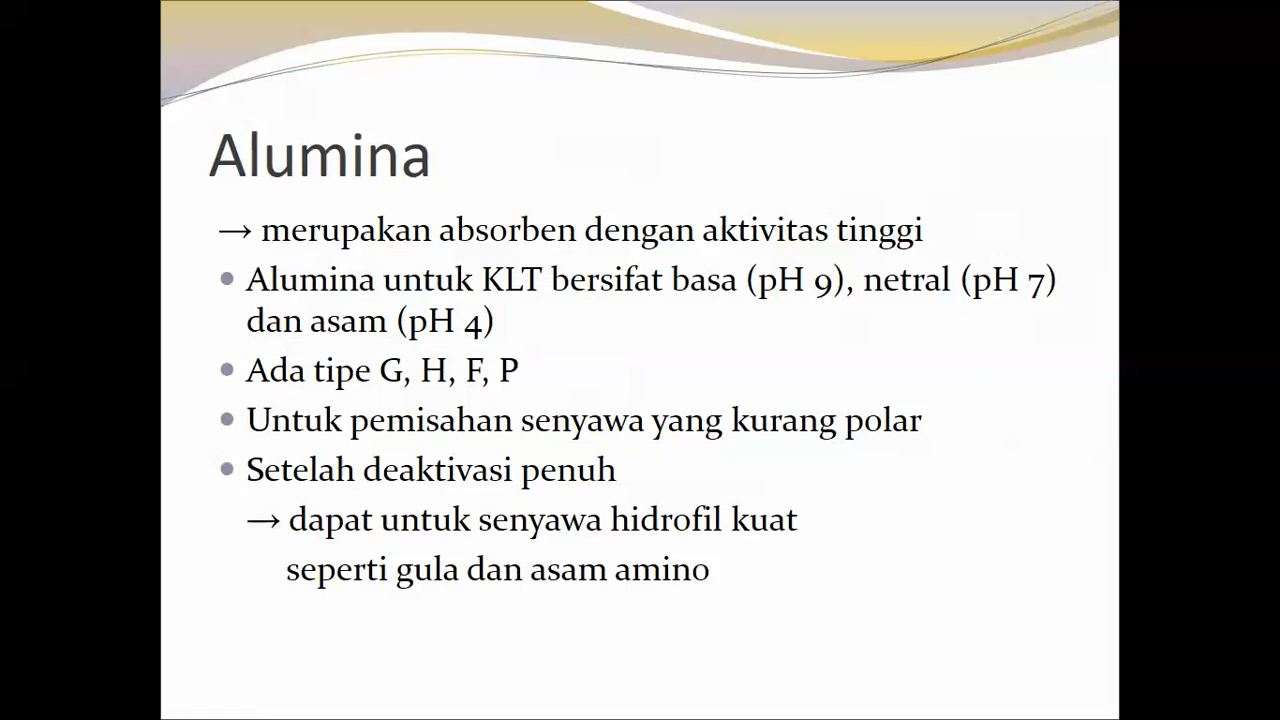 Alumina
→ merupakan absorben dengan aktivitas tinggi
• Alumina untuk KLT bersifat basa (pH 9), netral (pH 7)
dan asam (pH 4)
• Ada tipe G, H, F, P
• Untuk pemisahan senyawa yang kurang polar
• Setelah deaktivasi penuh
→ dapat untuk senyawa hidrofil kuat
seperti gula dan asam amino